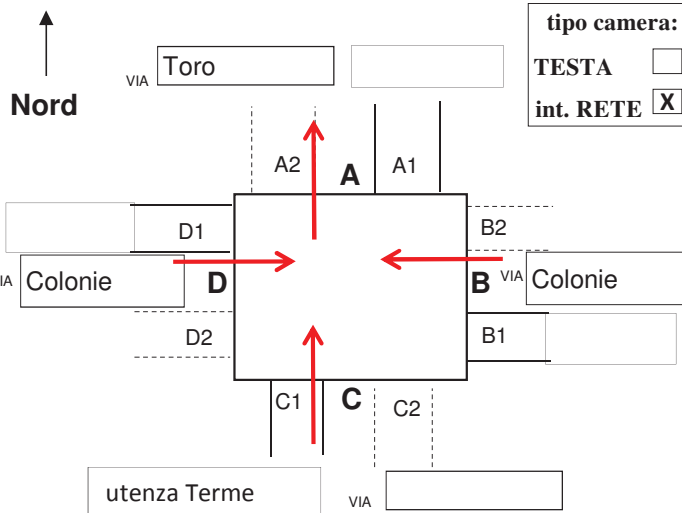 tipo camera:
VIA Toro
TESTA
Nord
int. RETE X
A2 A A1
D1 B2
VIA Colonie D B VIA Colonie
D2 B1
C1 C C2
utenza Terme VIA